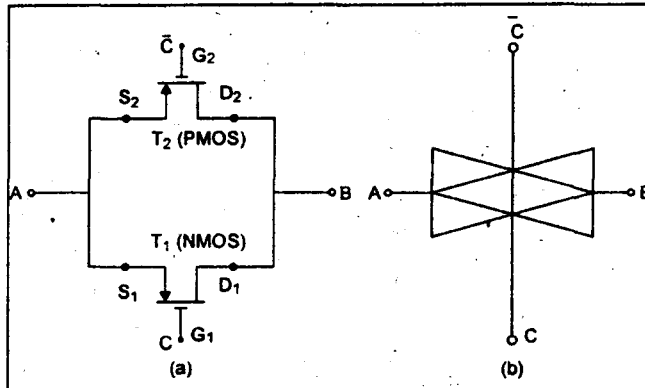 C̄
G₂
S₂
D₂
T₂ (PMOS)
A
B
T₁ (NMOS)
S₁
D₁
G₁
C
(a)
C̄
A
B
C
(b)